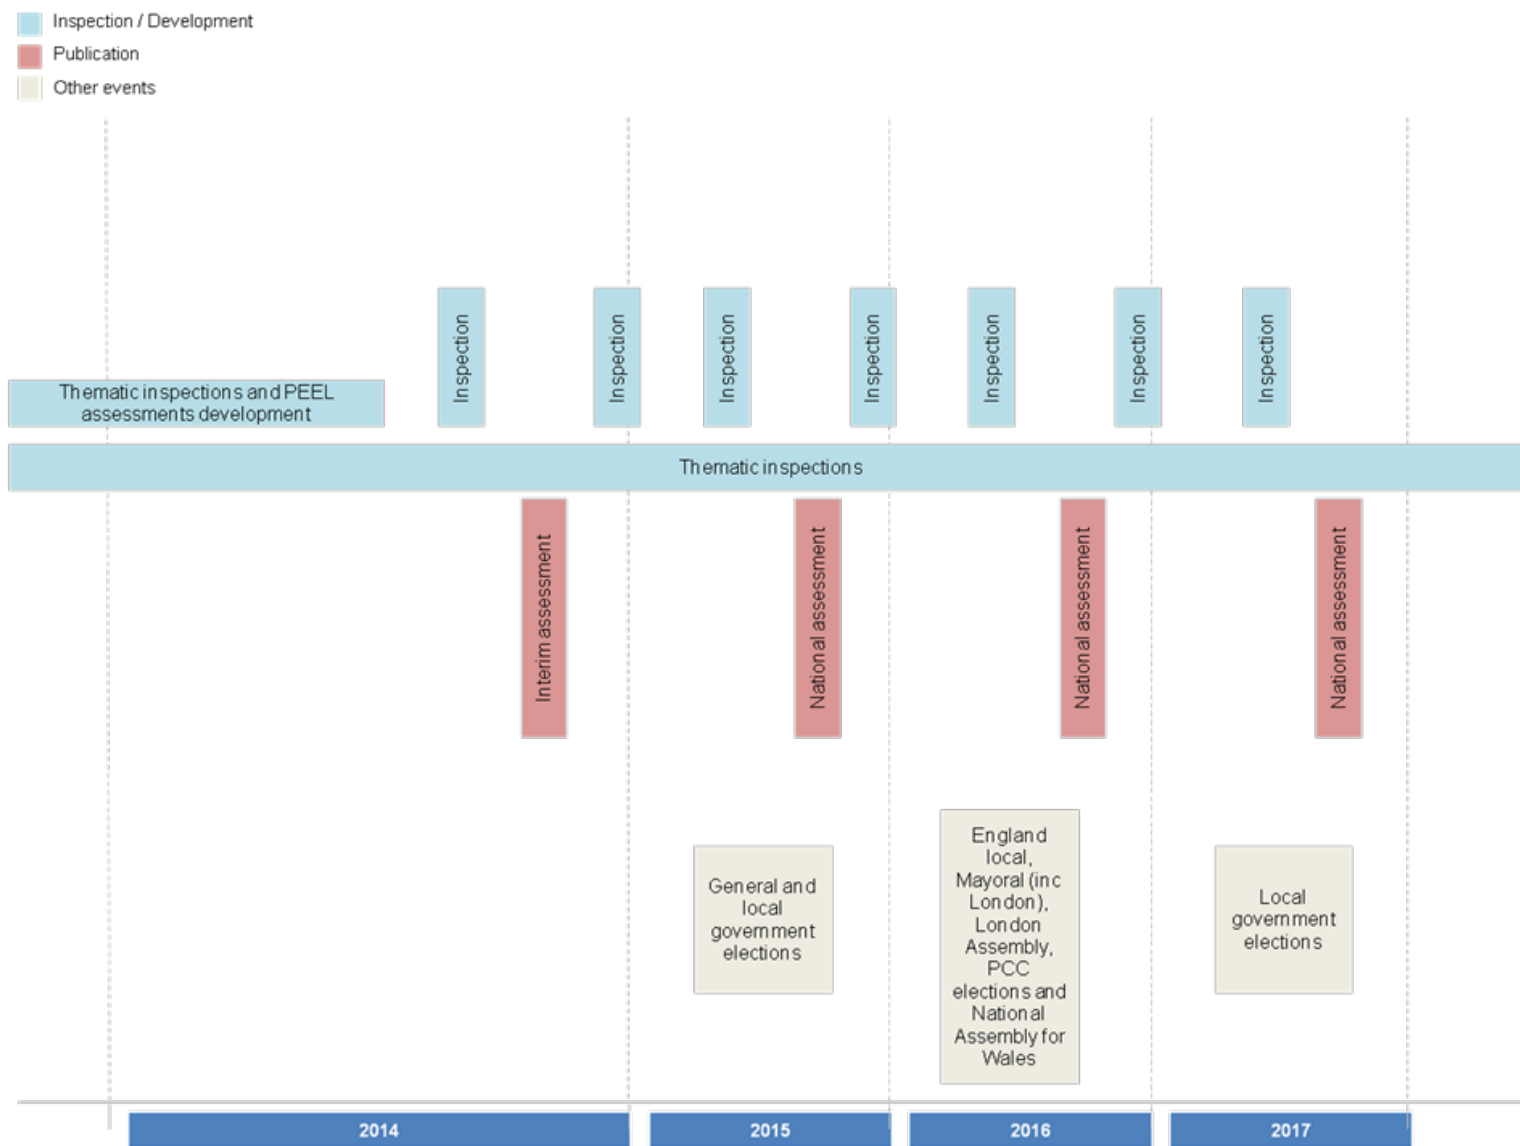 Inspection / Development
Publication
Other events
Inspection
Inspection
Inspection
Inspection
Inspection
Inspection
Inspection
Thematic inspections and PEEL
assessments development
Thematic inspections
Interim assessment
National assessment
National assessment
National assessment
General and
local
government
elections
England
local,
Mayoral (inc
London),
London
Assembly,
PCC
elections and
National
Assembly for
Wales
Local
government
elections
2014
2015
2016
2017